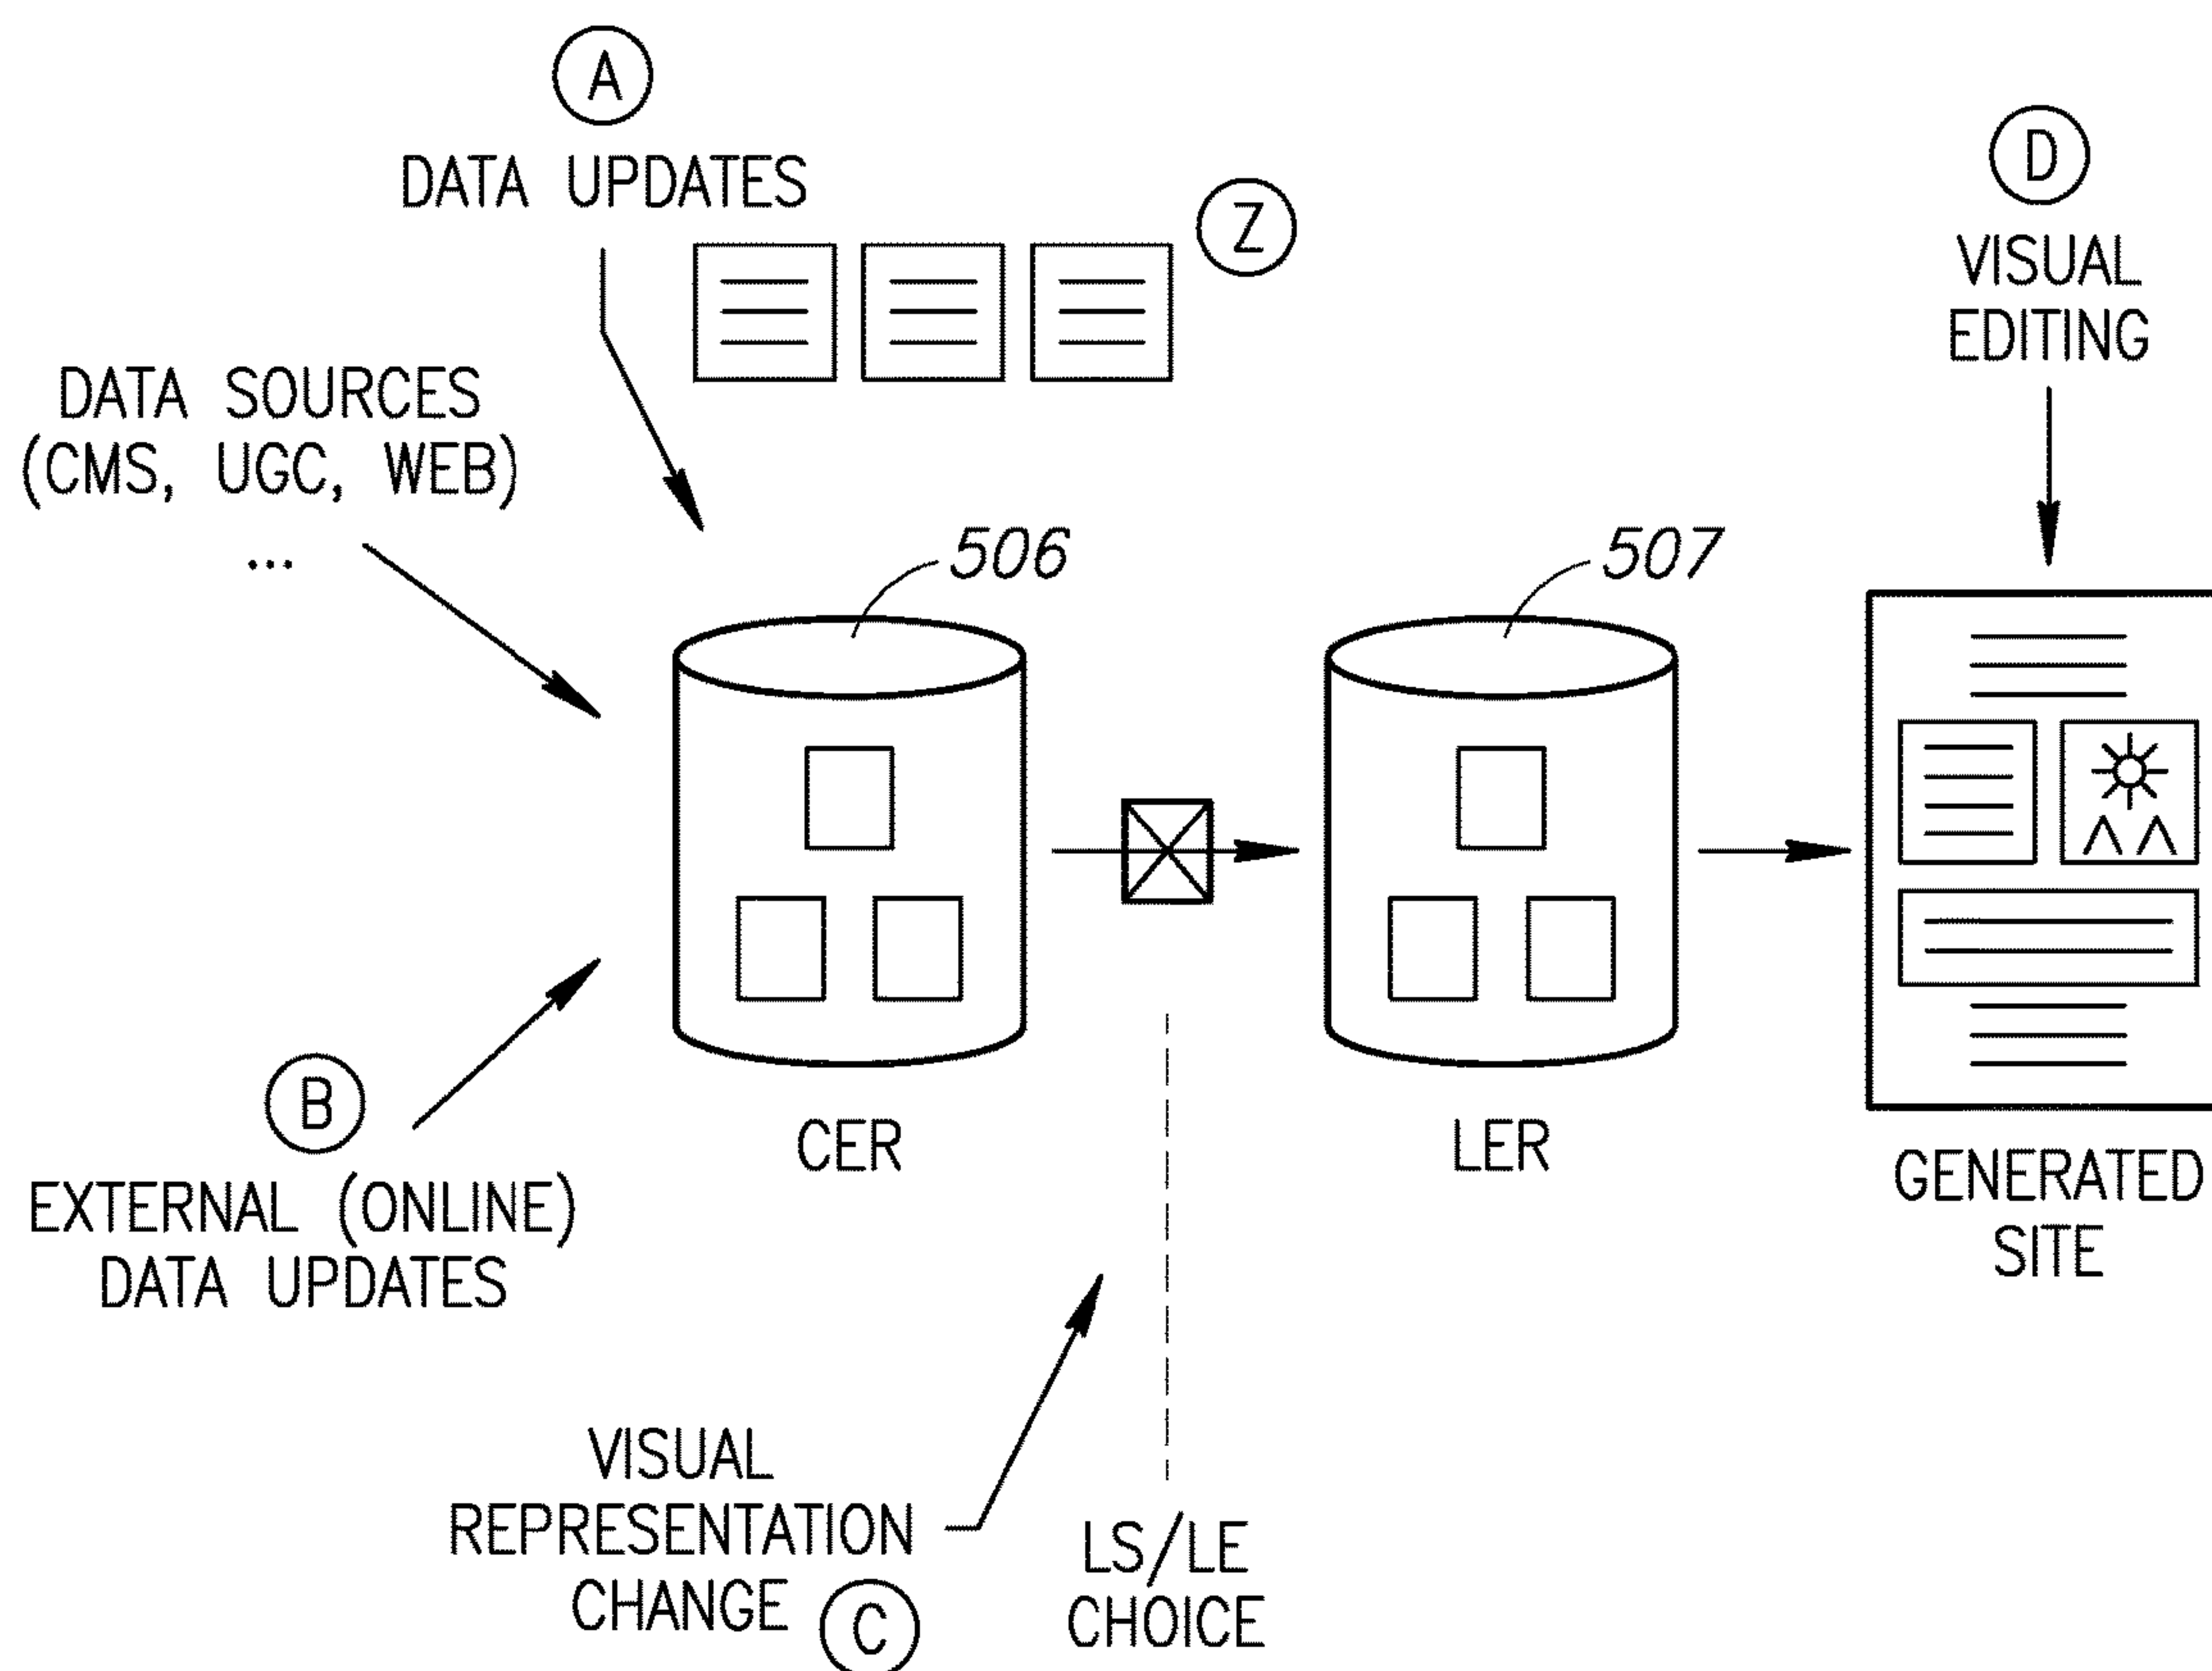 A
DATA UPDATES
Z
D
VISUAL
EDITING
DATA SOURCES
(CMS, UGC, WEB)
...
506
507
B
EXTERNAL (ONLINE)
DATA UPDATES
CER
LER
GENERATED
SITE
VISUAL
REPRESENTATION
CHANGE C
LS/LE
CHOICE